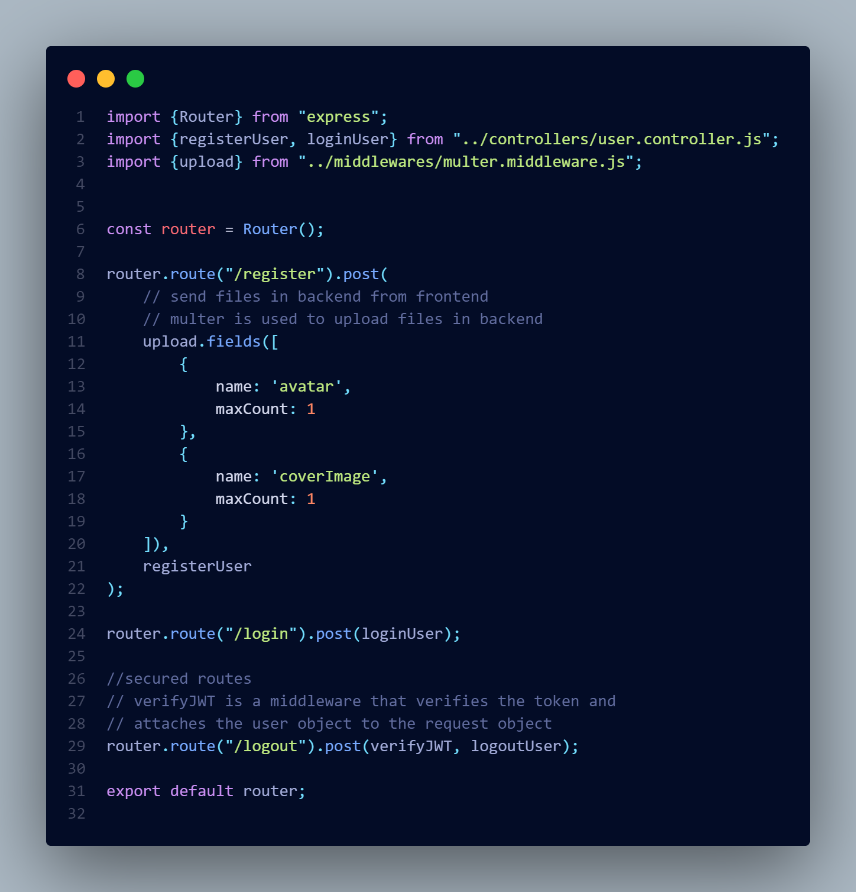 1 import {Router} from "express";
2 import {registerUser, loginUser} from "../controllers/user.controller.js";
3 import {upload} from "../middlewares/multer.middleware.js";
4
5
6 const router = Router();
7
8 router.route("/register").post(
9     // send files in backend from frontend
10     // multer is used to upload files in backend
11     upload.fields([
12         {
13             name: 'avatar',
14             maxCount: 1
15         },
16         {
17             name: 'coverImage',
18             maxCount: 1
19         }
20     ]),
21     registerUser
22 );
23
24 router.route("/login").post(loginUser);
25
26 //secured routes
27 // verifyJWT is a middleware that verifies the token and
28 // attaches the user object to the request object
29 router.route("/logout").post(verifyJWT, logoutUser);
30
31 export default router;
32